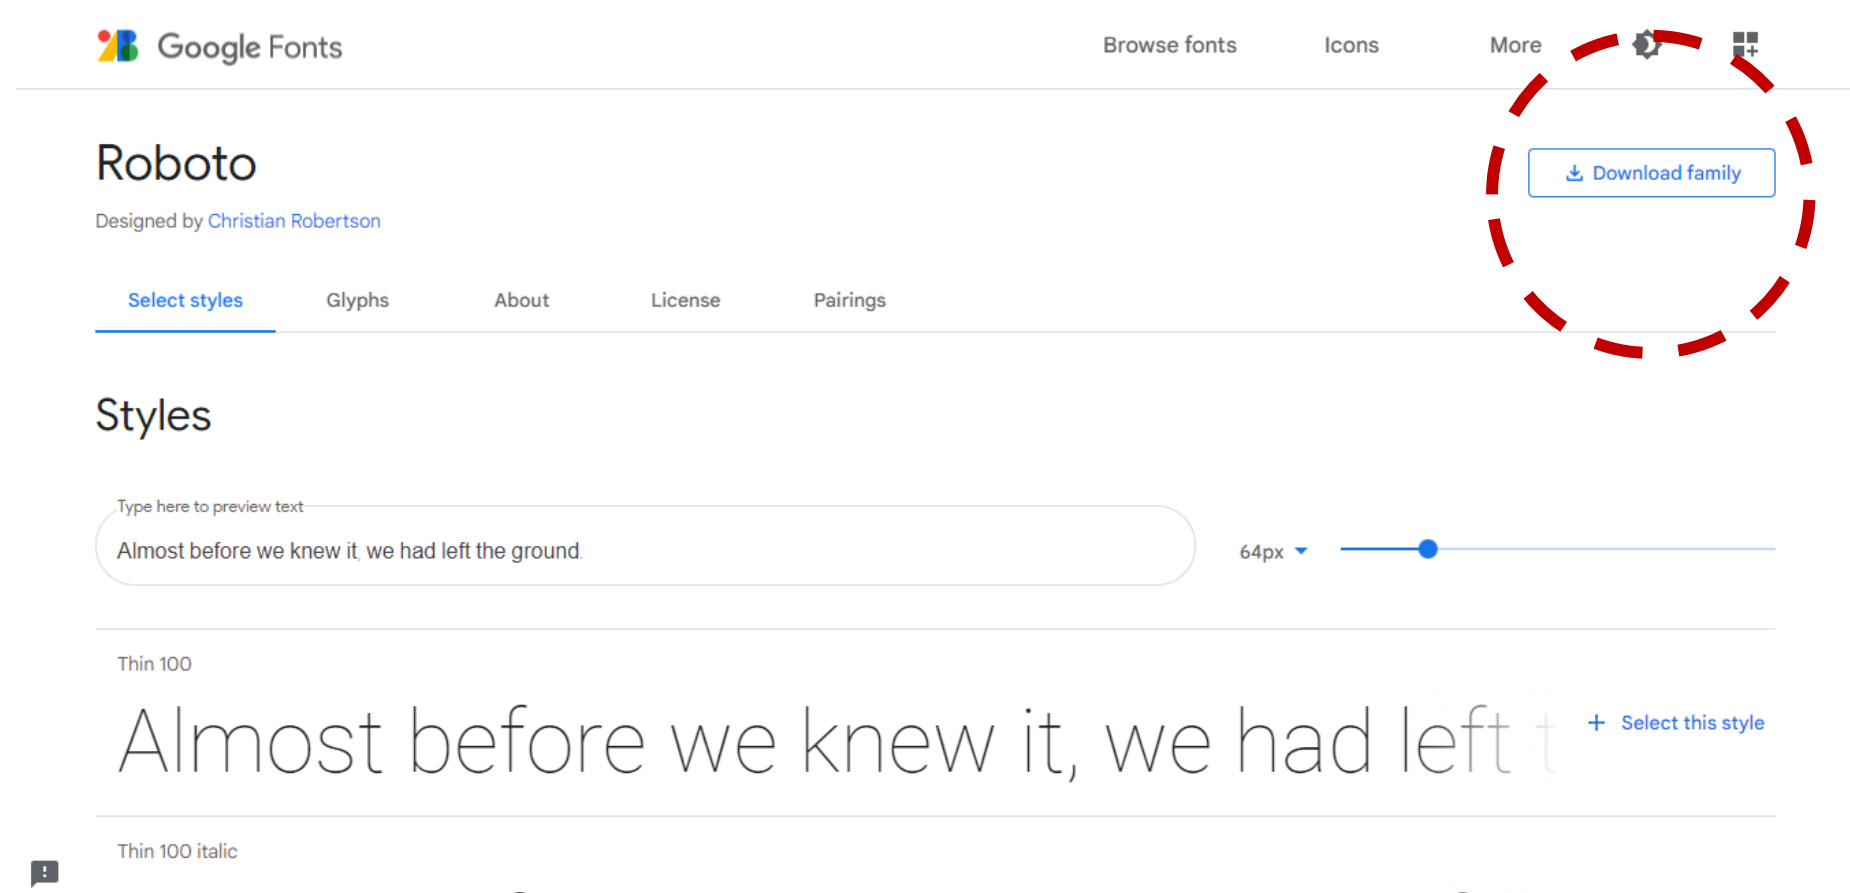 Google Fonts
Browse fonts
Icons
More
Roboto
Download family
Designed by Christian Robertson
Select styles
Glyphs
About
License
Pairings
Styles
Type here to preview text
Almost before we knew it, we had left the ground.
64px
Thin 100
Almost before we knew it, we had left t
Select this style
Thin 100 italic